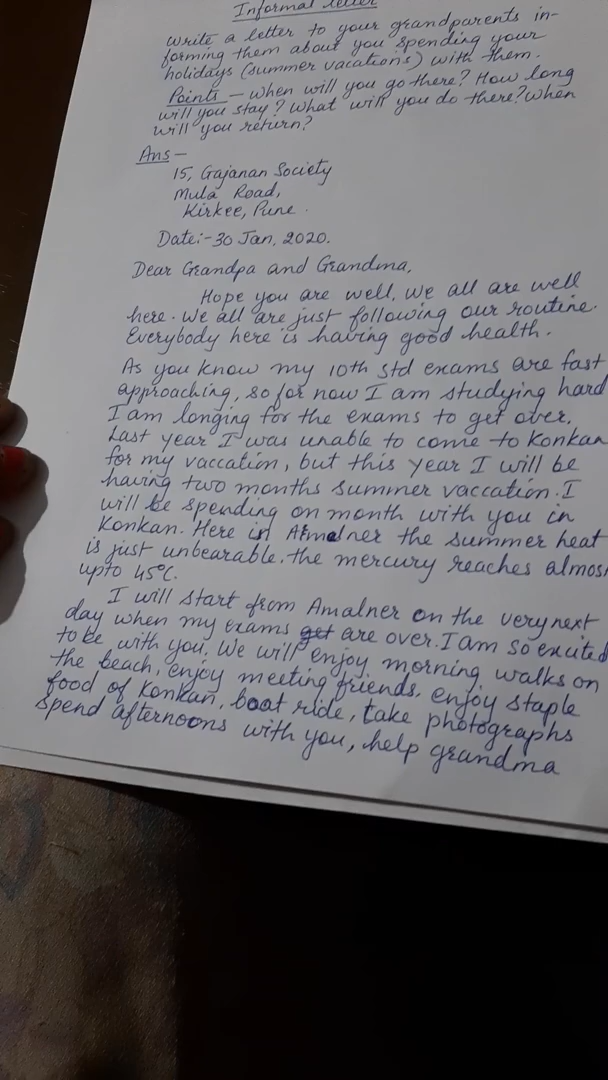 Informal letter
Write a letter to your grandparents in-
forming them about you spending your
holidays (summer vacations) with them.
Points - when will you go there? How long
will you stay? What will you do there? When
will you return?
Ans -
15, Gajanan Society
Mula Road,
Kirkee, Pune.
Date:- 30 Jan, 2020.
Dear Grandpa and Grandma,
Hope you are well. We all are well
here. We all are just following our routine.
Everybody here is having good health.
As you know my 10th std exams are fast
approaching, so for now I am studying hard
I am longing for the exams to get over.
Last year I was unable to come to Konkan
for my vaccation, but this year I will be
having two months summer vaccation. I
will be spending on month with you in
Konkan. Here in Amalner the summer heat
is just unbearable. the mercury reaches almos
upto 45°C.
I will start from Amalner on the very next
day when my exams get are over. I am so excited
to be with you. We will enjoy morning walks on
the beach, enjoy meeting friends, enjoy staple
food of Konkan, boat ride, take photographs
spend afternoons with you, help grandma